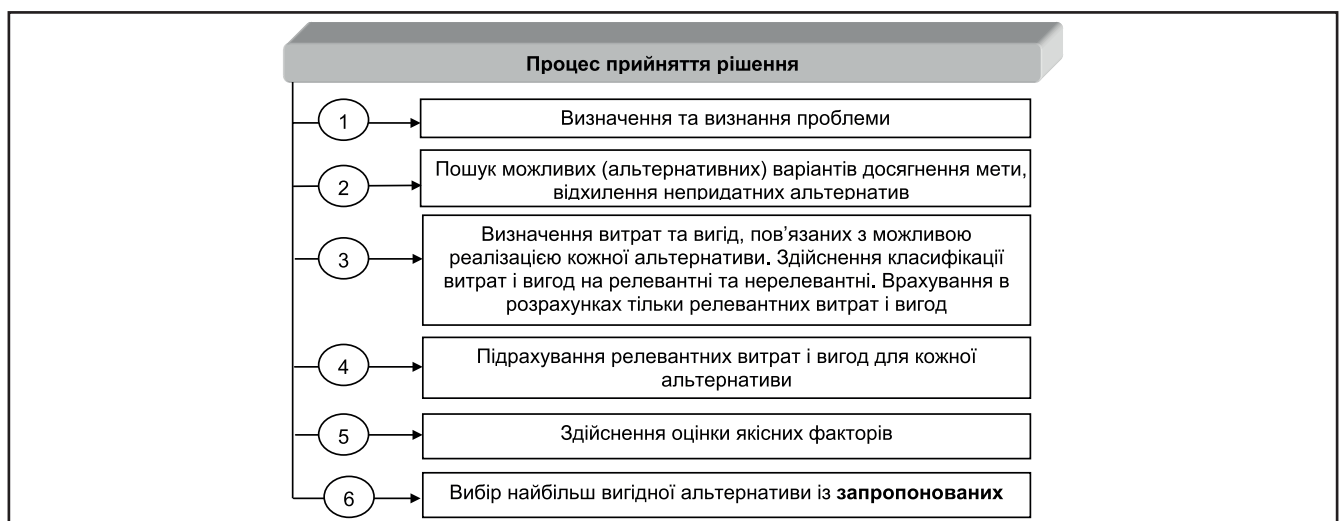 Процес прийняття рішення
1
Визначення та визнання проблеми
2
Пошук можливих (альтернативних) варіантів досягнення мети,
відхилення непридатних альтернатив
3
Визначення витрат та вигід, пов’язаних з можливою
реалізацією кожної альтернативи. Здійснення класифікації
витрат і вигод на релевантні та нерелевантні. Врахування в
розрахунках тільки релевантних витрат і вигод
4
Підрахування релевантних витрат і вигод для кожної
альтернативи
5
Здійснення оцінки якісних факторів
6
Вибір найбільш вигідної альтернативи із запропонованих